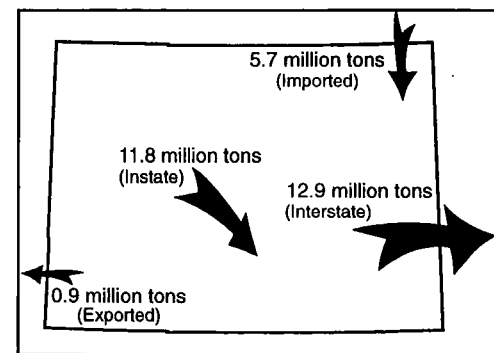 5.7 million tons
(Imported)
11.8 million tons
(Instate)
12.9 million tons
(Interstate)
0.9 million tons
(Exported)